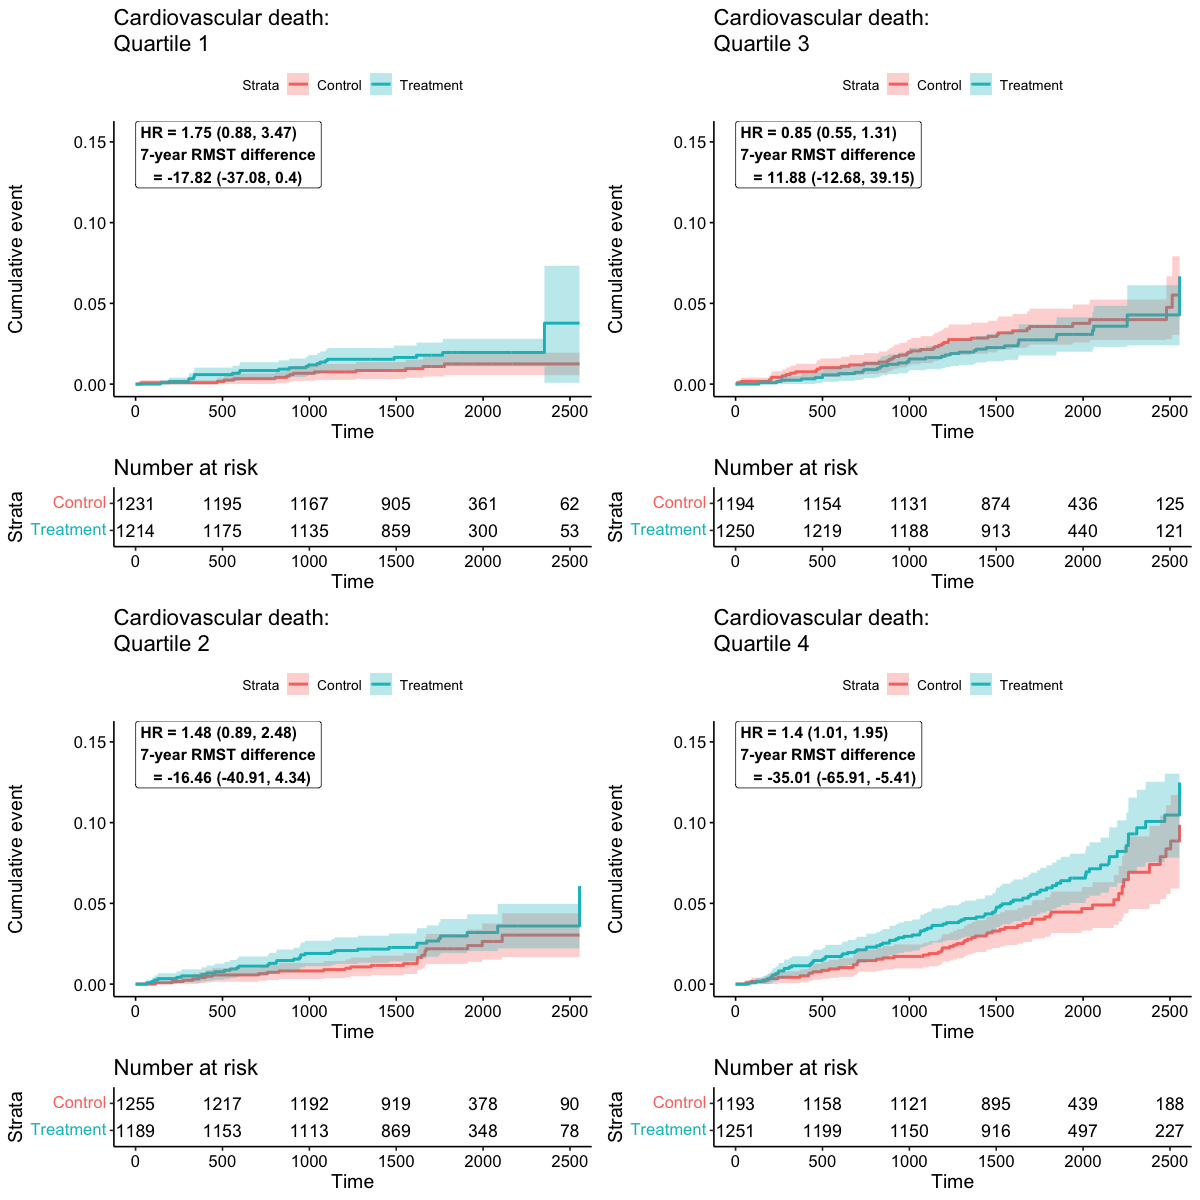 Cardiovascular death:
Quartile 1
Strata Control Treatment
HR = 1.75 (0.88, 3.47)
7-year RMST difference
= -17.82 (-37.08, 0.4)
0.15
0.10
0.05
0.00
Cumulative event
0 500 1000 1500 2000 2500
Time
Number at risk
Strata
Control 1231 1195 1167 905 361 62
Treatment 1214 1175 1135 859 300 53
0 500 1000 1500 2000 2500
Time
Cardiovascular death:
Quartile 3
Strata Control Treatment
HR = 0.85 (0.55, 1.31)
7-year RMST difference
= 11.88 (-12.68, 39.15)
0.15
0.10
0.05
0.00
Cumulative event
0 500 1000 1500 2000 2500
Time
Number at risk
Strata
Control 1194 1154 1131 874 436 125
Treatment 1250 1219 1188 913 440 121
0 500 1000 1500 2000 2500
Time
Cardiovascular death:
Quartile 2
Strata Control Treatment
HR = 1.48 (0.89, 2.48)
7-year RMST difference
= -16.46 (-40.91, 4.34)
0.15
0.10
0.05
0.00
Cumulative event
0 500 1000 1500 2000 2500
Time
Number at risk
Strata
Control 1255 1217 1192 919 378 90
Treatment 1189 1153 1113 869 348 78
0 500 1000 1500 2000 2500
Time
Cardiovascular death:
Quartile 4
Strata Control Treatment
HR = 1.4 (1.01, 1.95)
7-year RMST difference
= -35.01 (-65.91, -5.41)
0.15
0.10
0.05
0.00
Cumulative event
0 500 1000 1500 2000 2500
Time
Number at risk
Strata
Control 1193 1158 1121 895 439 188
Treatment 1251 1199 1150 916 497 227
0 500 1000 1500 2000 2500
Time